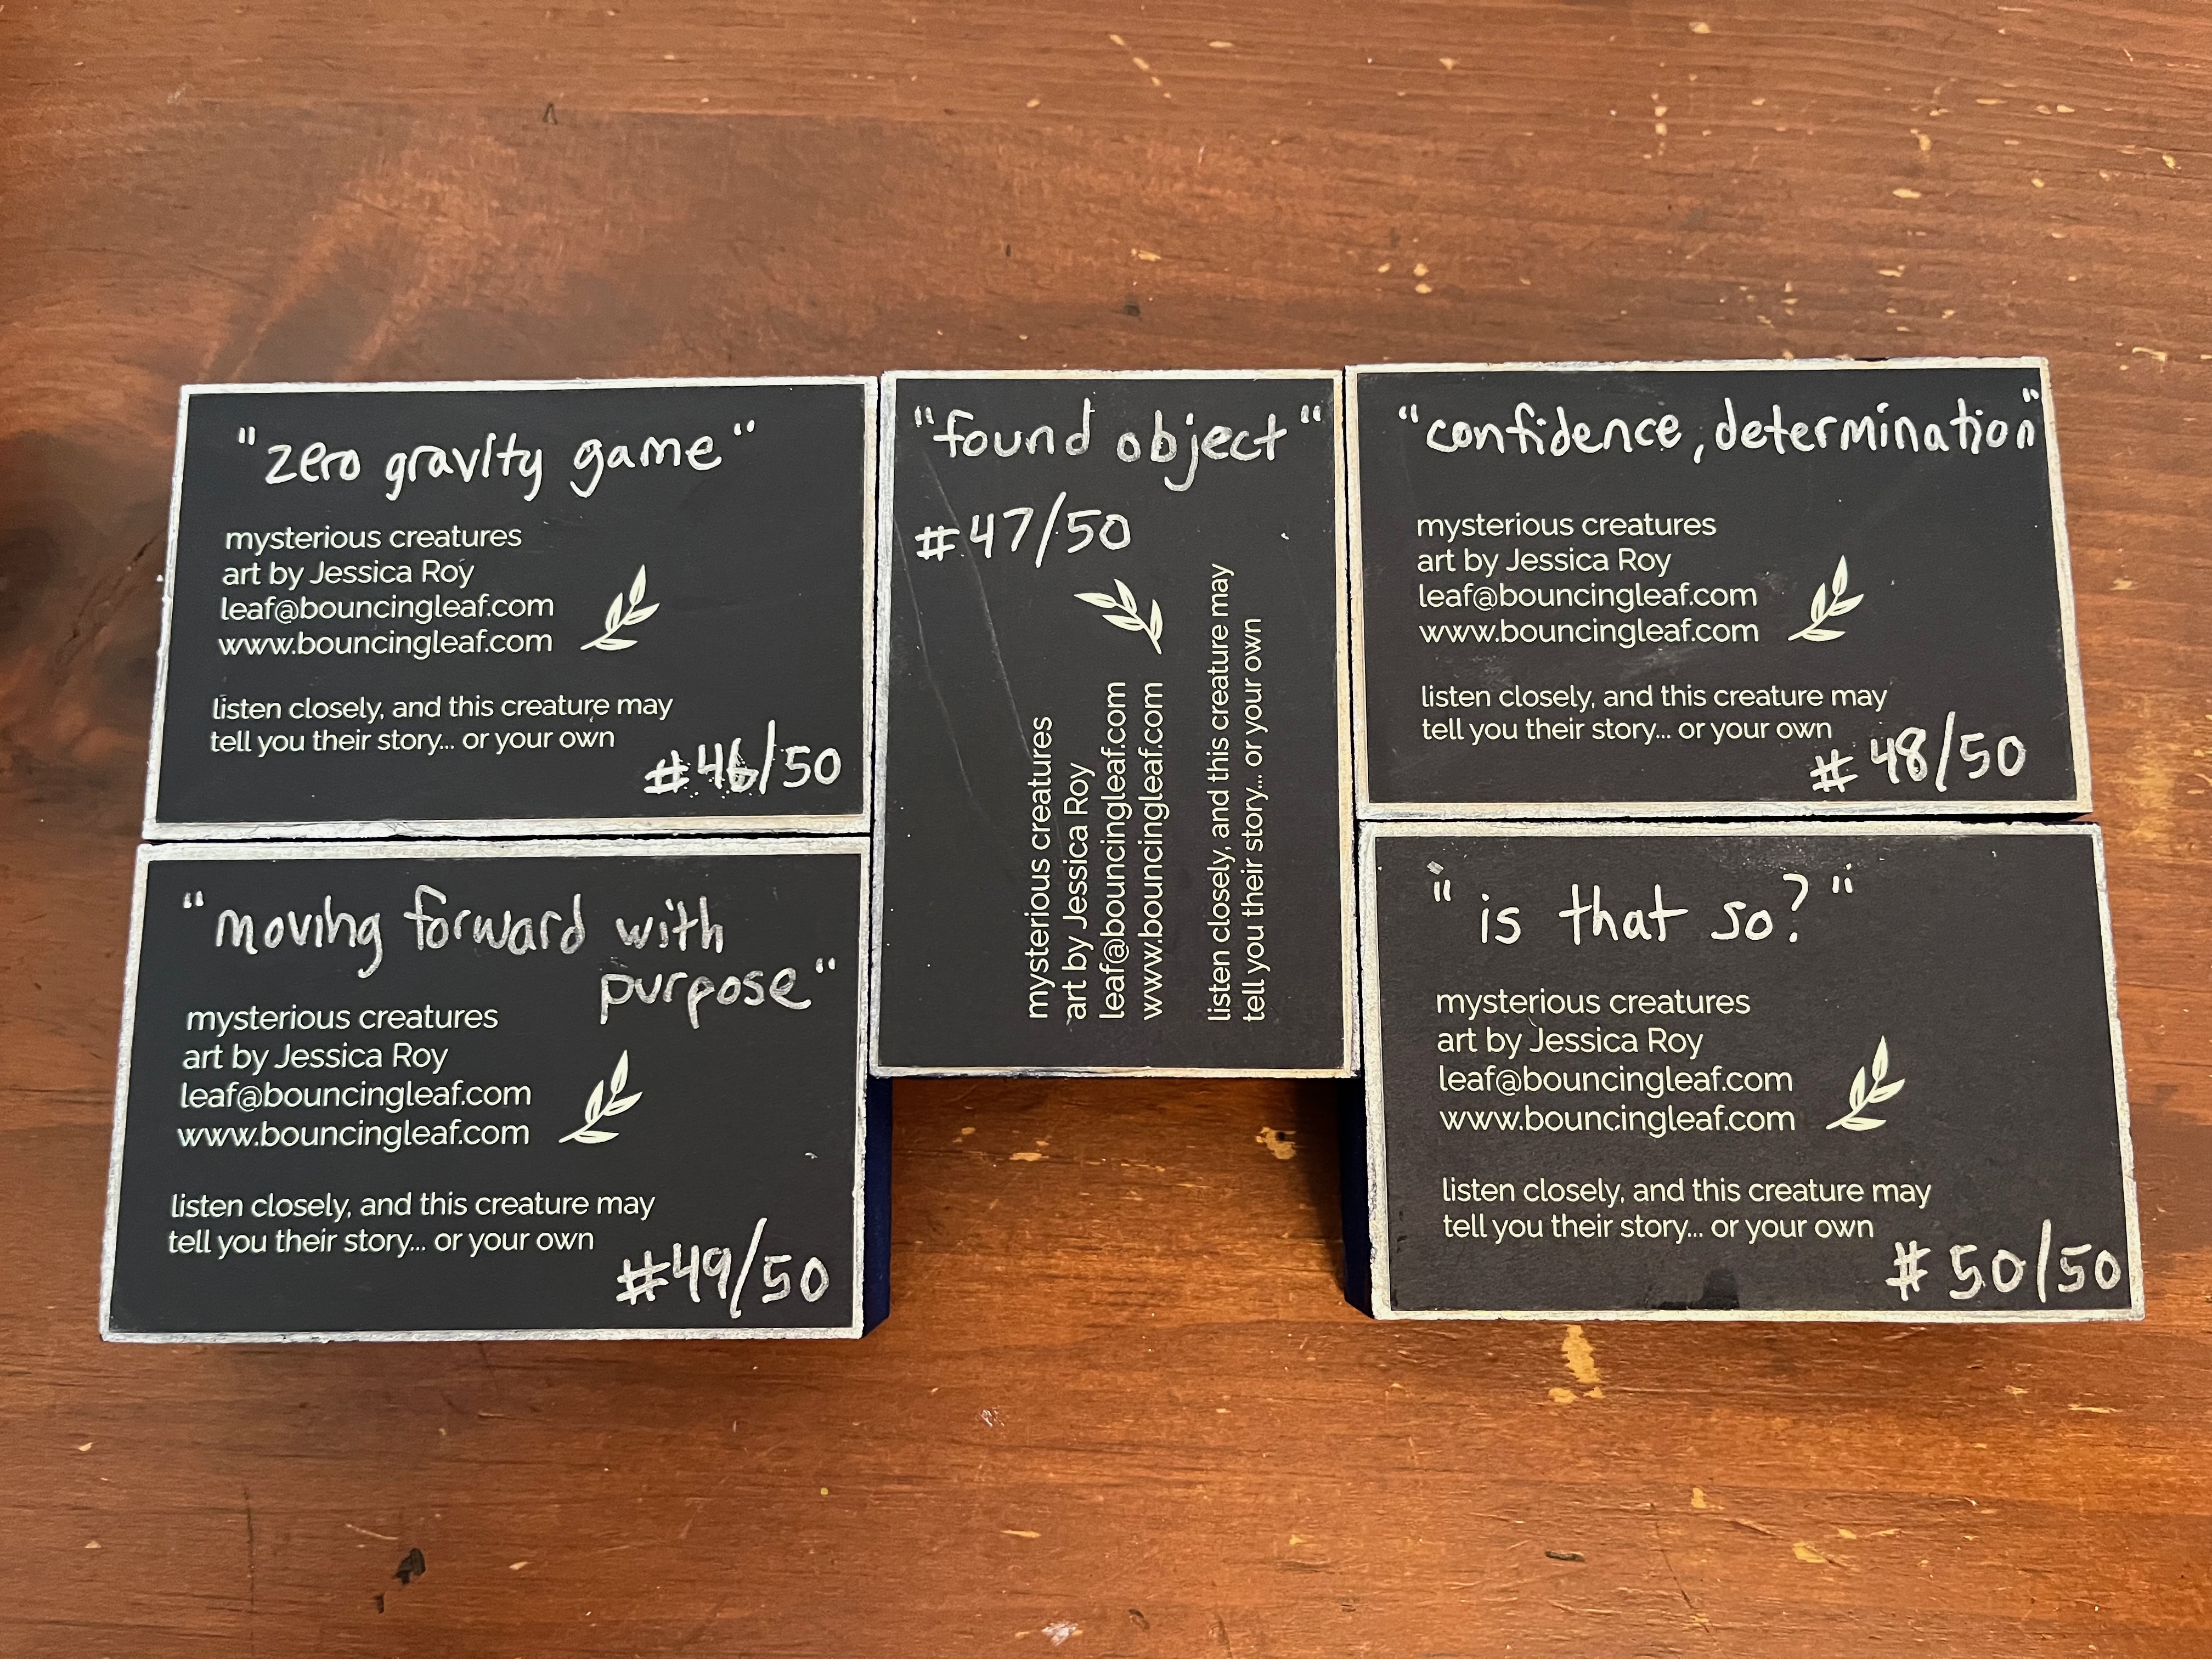 "zero gravity game"
mysterious creatures
art by Jessica Roy
leaf@bouncingleaf.com
www.bouncingleaf.com
listen closely, and this creature may
tell you their story... or your own
#46/50
"found object"
#47/50
mysterious creatures
art by Jessica Roy
leaf@bouncingleaf.com
www.bouncingleaf.com
listen closely, and this creature may
tell you their story... or your own
"confidence, determination"
mysterious creatures
art by Jessica Roy
leaf@bouncingleaf.com
www.bouncingleaf.com
listen closely, and this creature may
tell you their story... or your own
#48/50
"moving forward with
purpose"
mysterious creatures
art by Jessica Roy
leaf@bouncingleaf.com
www.bouncingleaf.com
listen closely, and this creature may
tell you their story... or your own
#49/50
"is that so?"
mysterious creatures
art by Jessica Roy
leaf@bouncingleaf.com
www.bouncingleaf.com
listen closely, and this creature may
tell you their story... or your own
#50/50